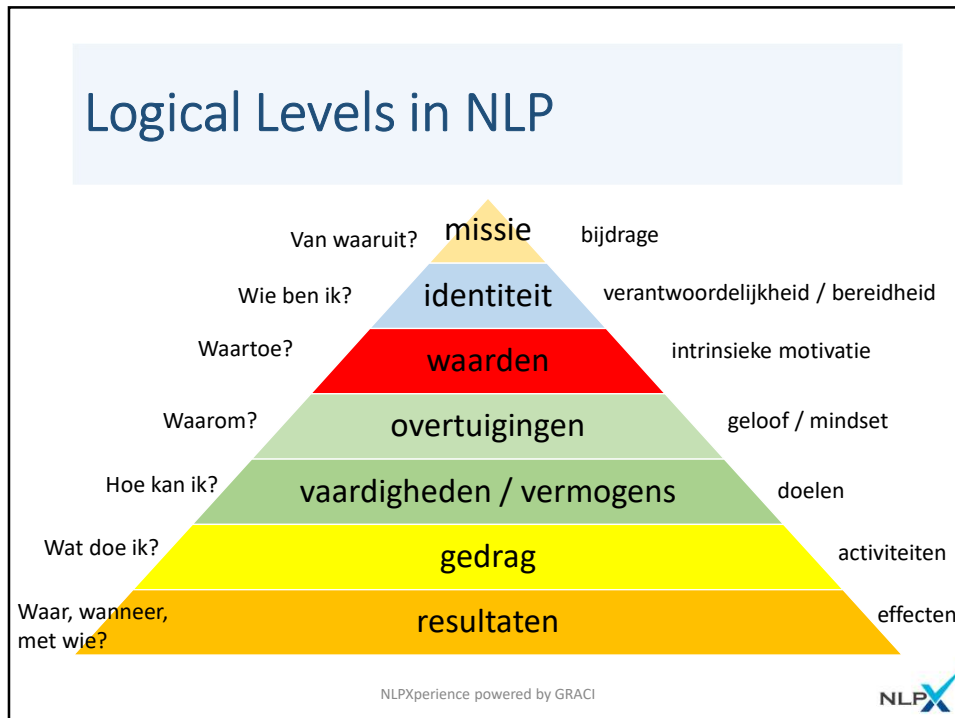 Logical Levels in NLP
Van waaruit? missie bijdrage
Wie ben ik? identiteit verantwoordelijkheid / bereidheid
Waartoe? waarden intrinsieke motivatie
Waarom? overtuigingen geloof / mindset
Hoe kan ik? vaardigheden / vermogens doelen
Wat doe ik? gedrag activiteiten
Waar, wanneer,
met wie? resultaten effecten
NLPXperience powered by GRACI
NLPX